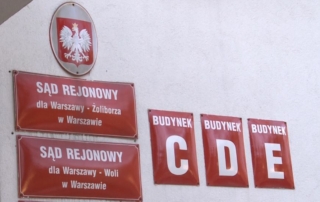 SĄD REJONOWY
dla Warszawy - Żoliborza
w Warszawie
SĄD REJONOWY
dla Warszawy - Woli
w Warszawie
BUDYNEK
C
BUDYNEK
D
BUDYNEK
E